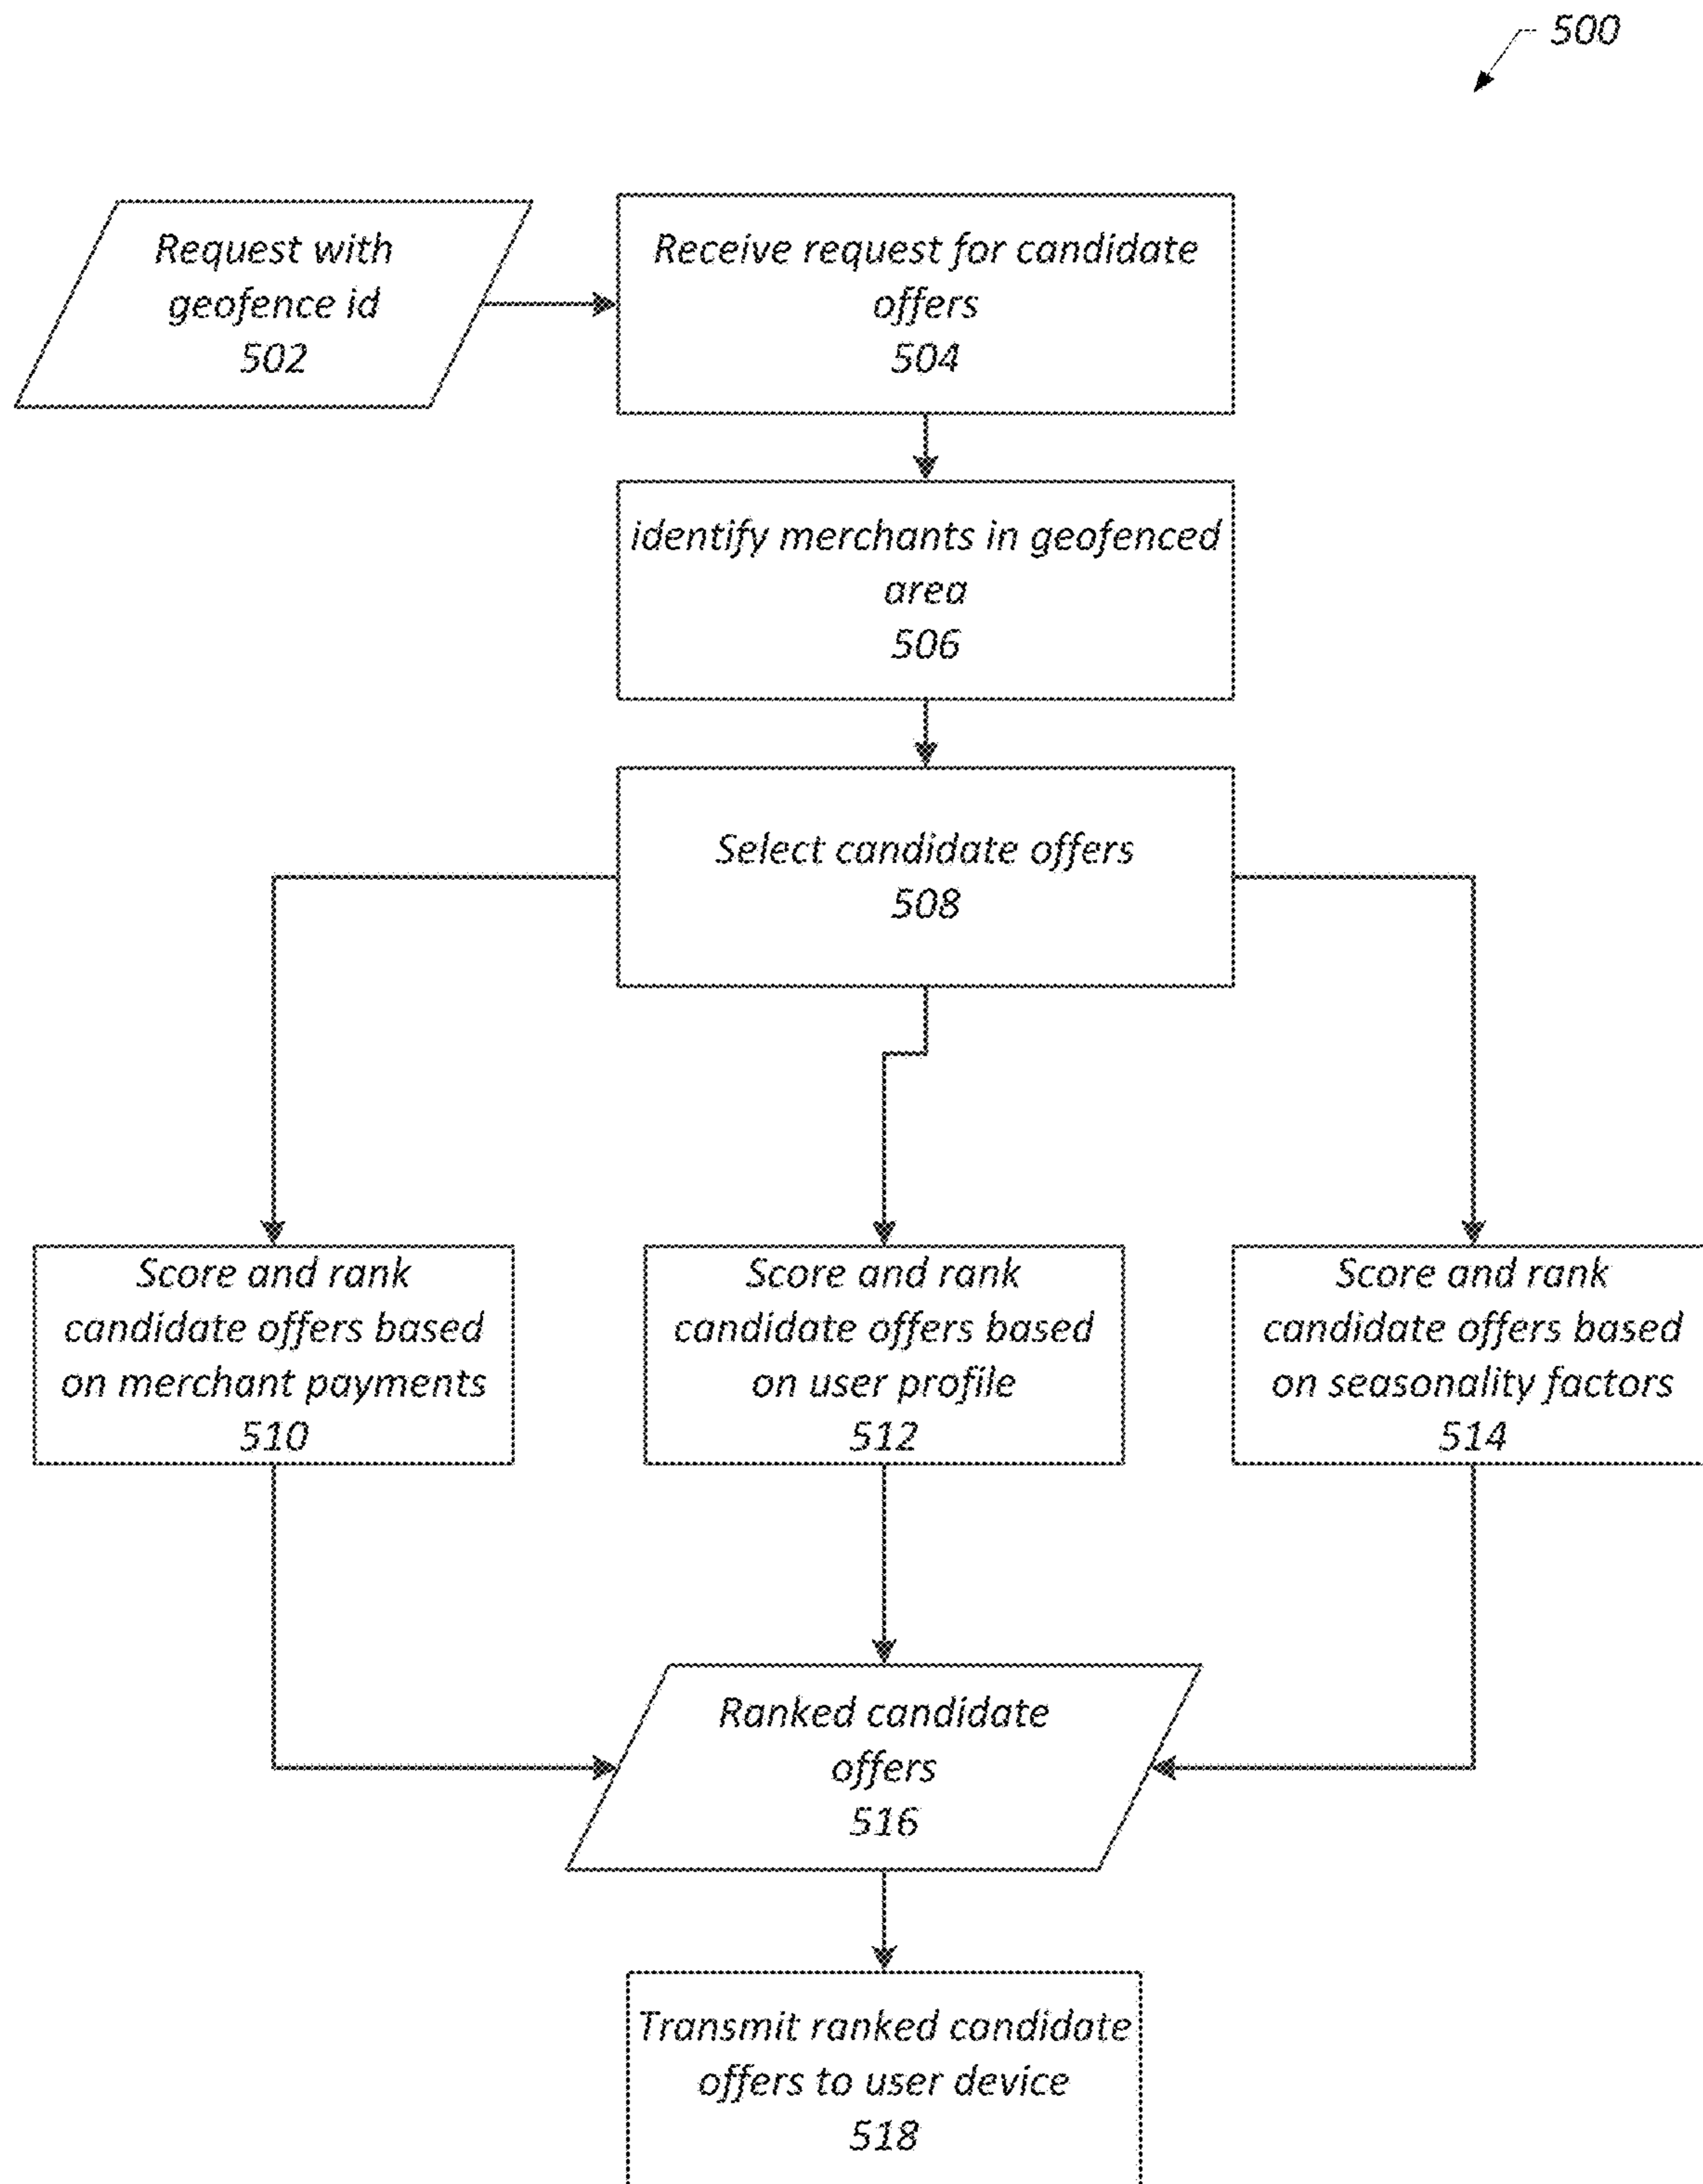 500
Request with
geofence id
502
Receive request for candidate
offers
504
identify merchants in geofenced
area
506
Select candidate offers
508
Score and rank
candidate offers based
on merchant payments
510
Score and rank
candidate offers based
on user profile
512
Score and rank
candidate offers based
on seasonality factors
514
Ranked candidate
offers
516
Transmit ranked candidate
offers to user device
518